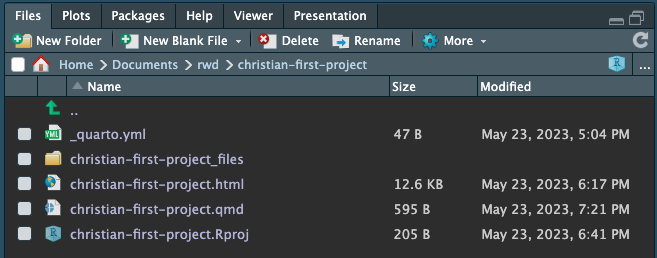 Files Plots Packages Help Viewer Presentation
New Folder New Blank File Delete Rename More
Home Documents rwd christian-first-project ...
Name Size Modified
..
YML _quarto.yml 47 B May 23, 2023, 5:04 PM
christian-first-project_files
christian-first-project.html 12.6 KB May 23, 2023, 6:17 PM
christian-first-project.qmd 595 B May 23, 2023, 7:21 PM
R christian-first-project.Rproj 205 B May 23, 2023, 6:41 PM